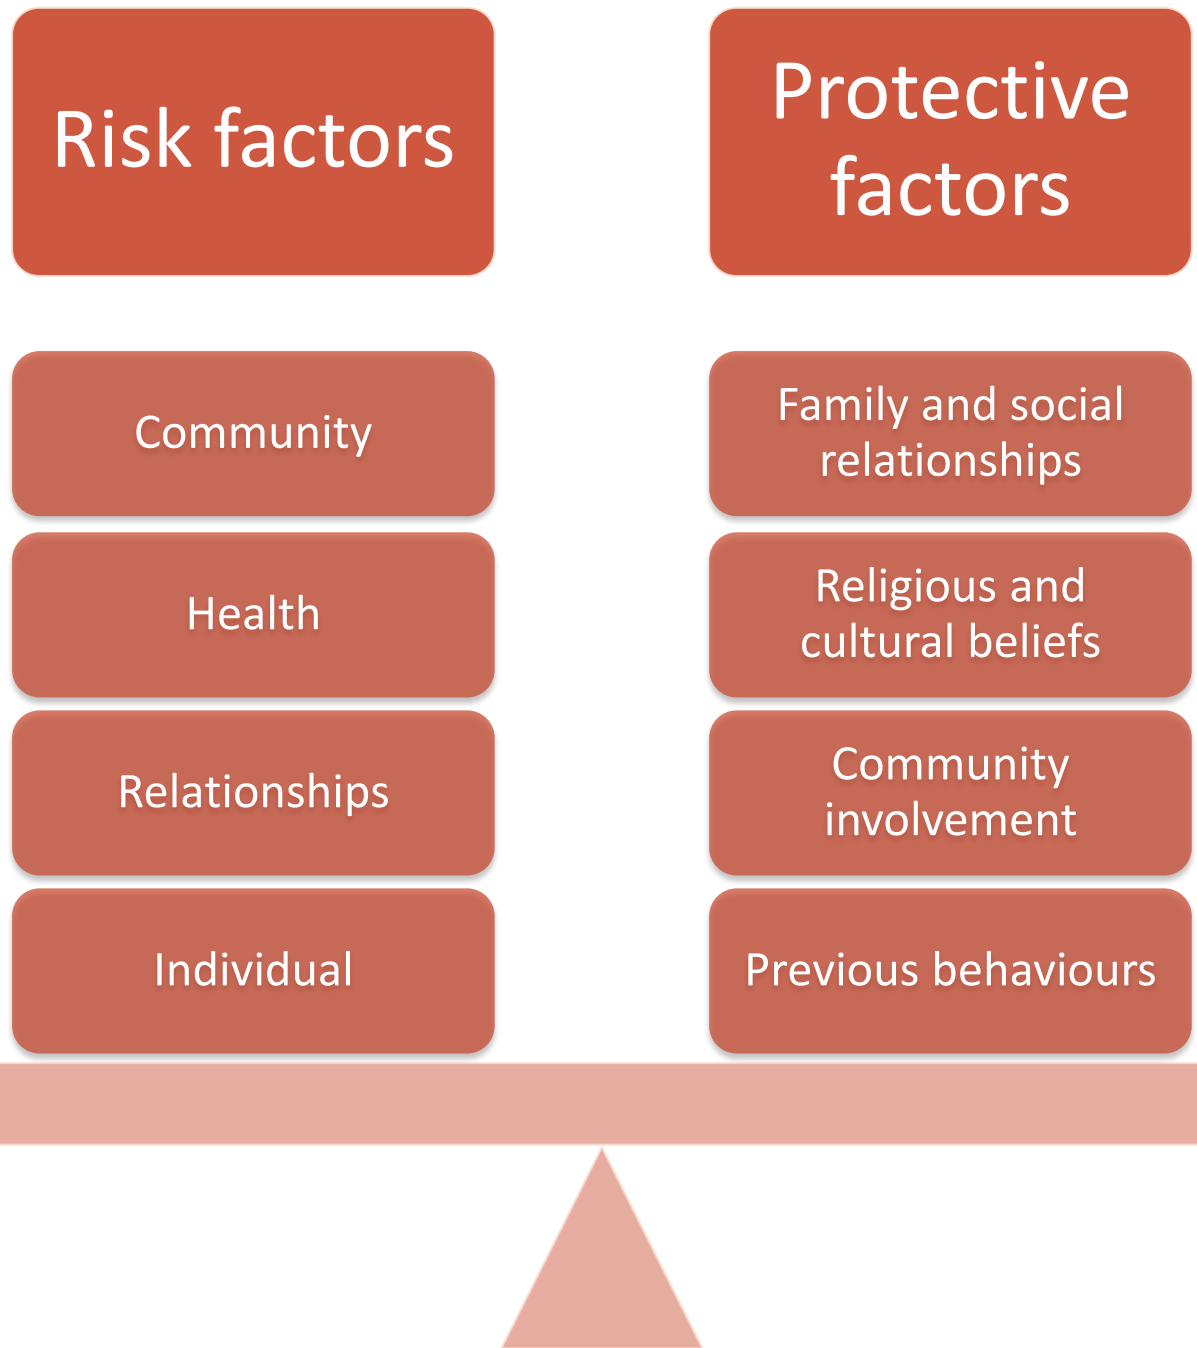 Risk factors
Community
Health
Relationships
Individual
Protective
factors
Family and social
relationships
Religious and
cultural beliefs
Community
involvement
Previous behaviours